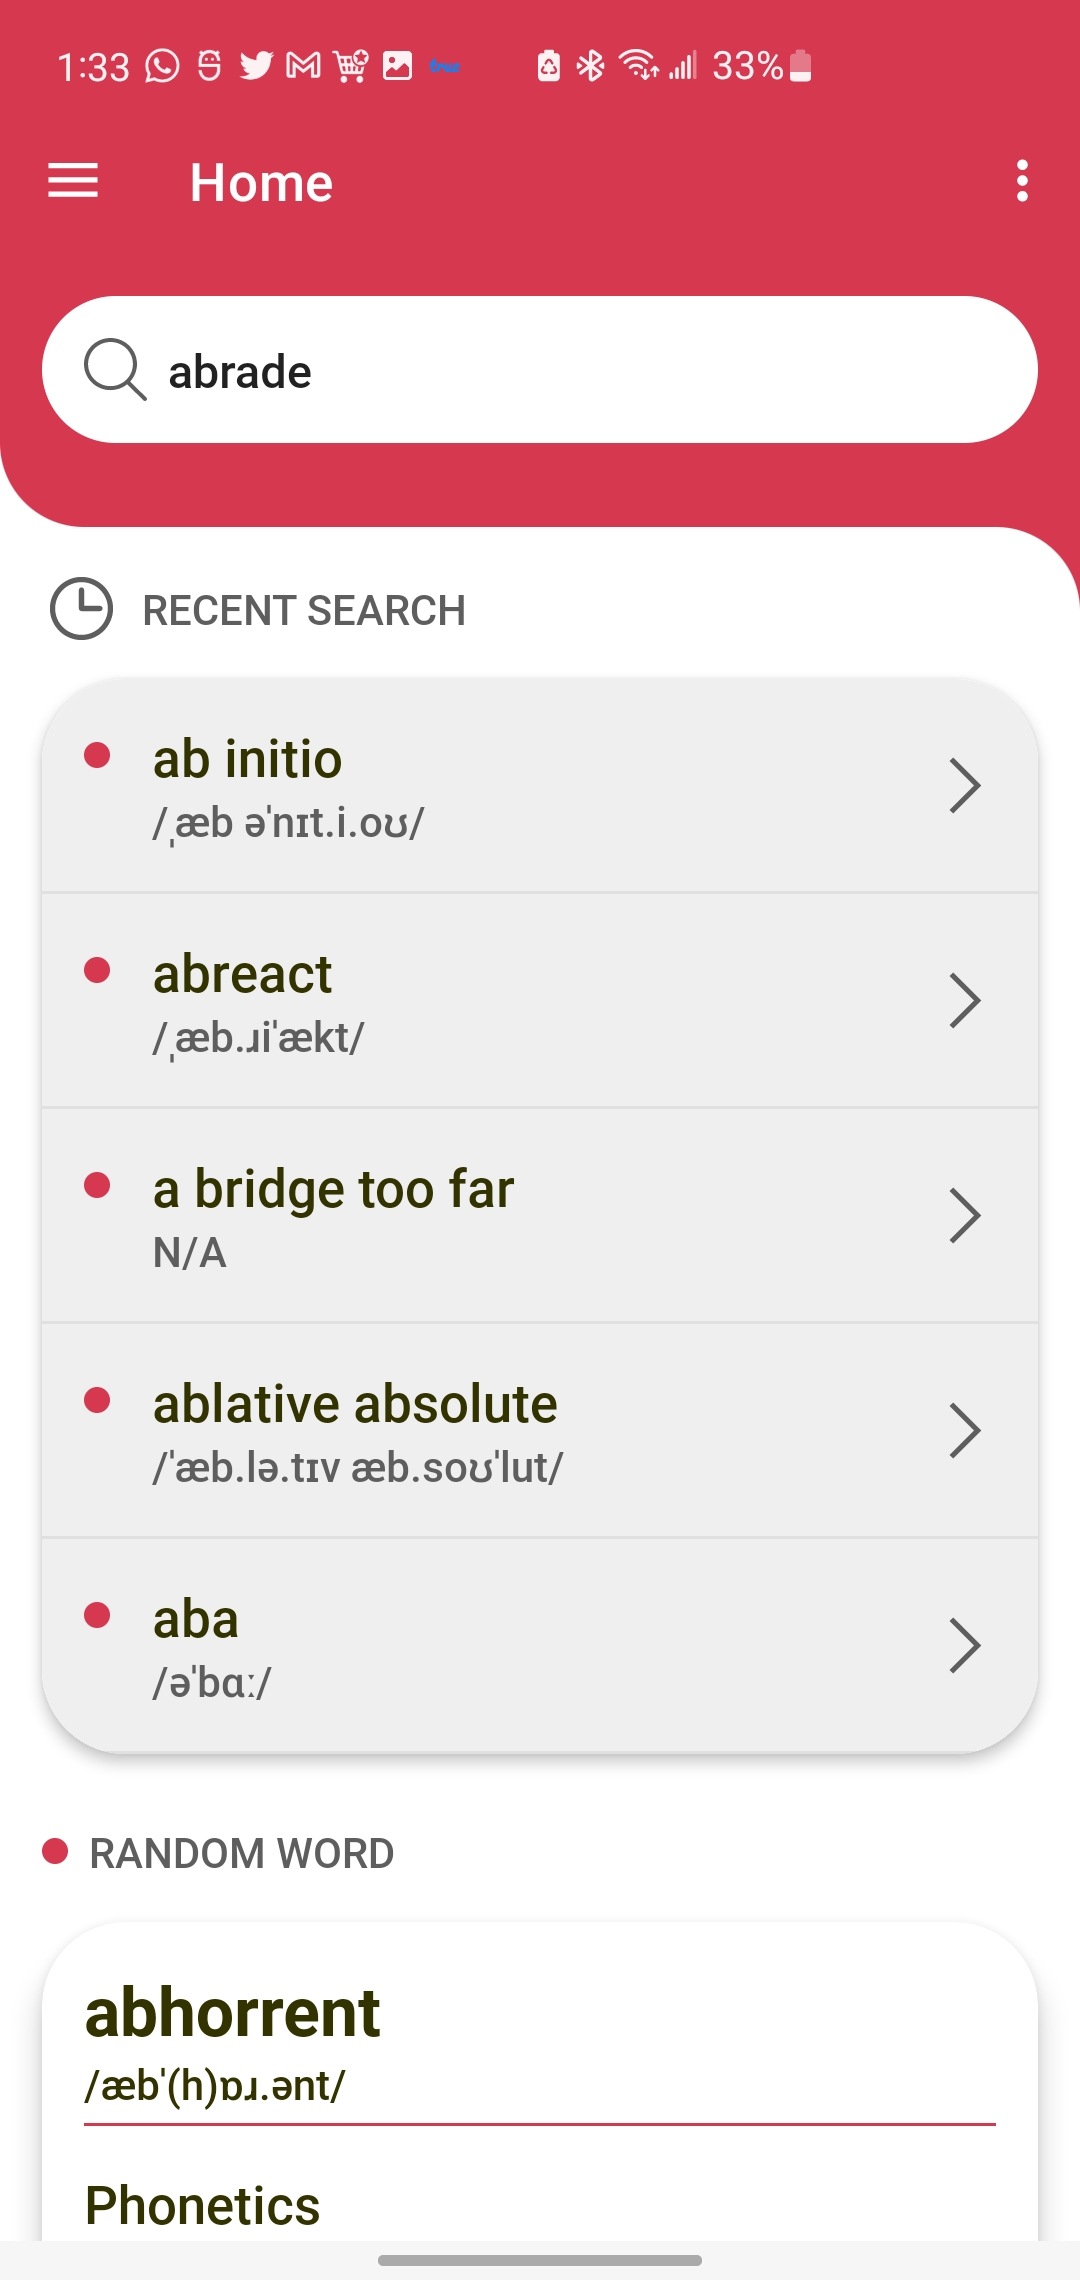 1:33 33%
Home
abrade
RECENT SEARCH
ab initio
/ˌæb əˈnɪt.i.oʊ/
abreact
/ˌæb.ɹiˈækt/
a bridge too far
N/A
ablative absolute
/ˈæb.lə.tɪv æb.soʊˈlut/
aba
/əˈbɑː/
RANDOM WORD
abhorrent
/æbˈ(h)ɒɹ.ənt/
Phonetics